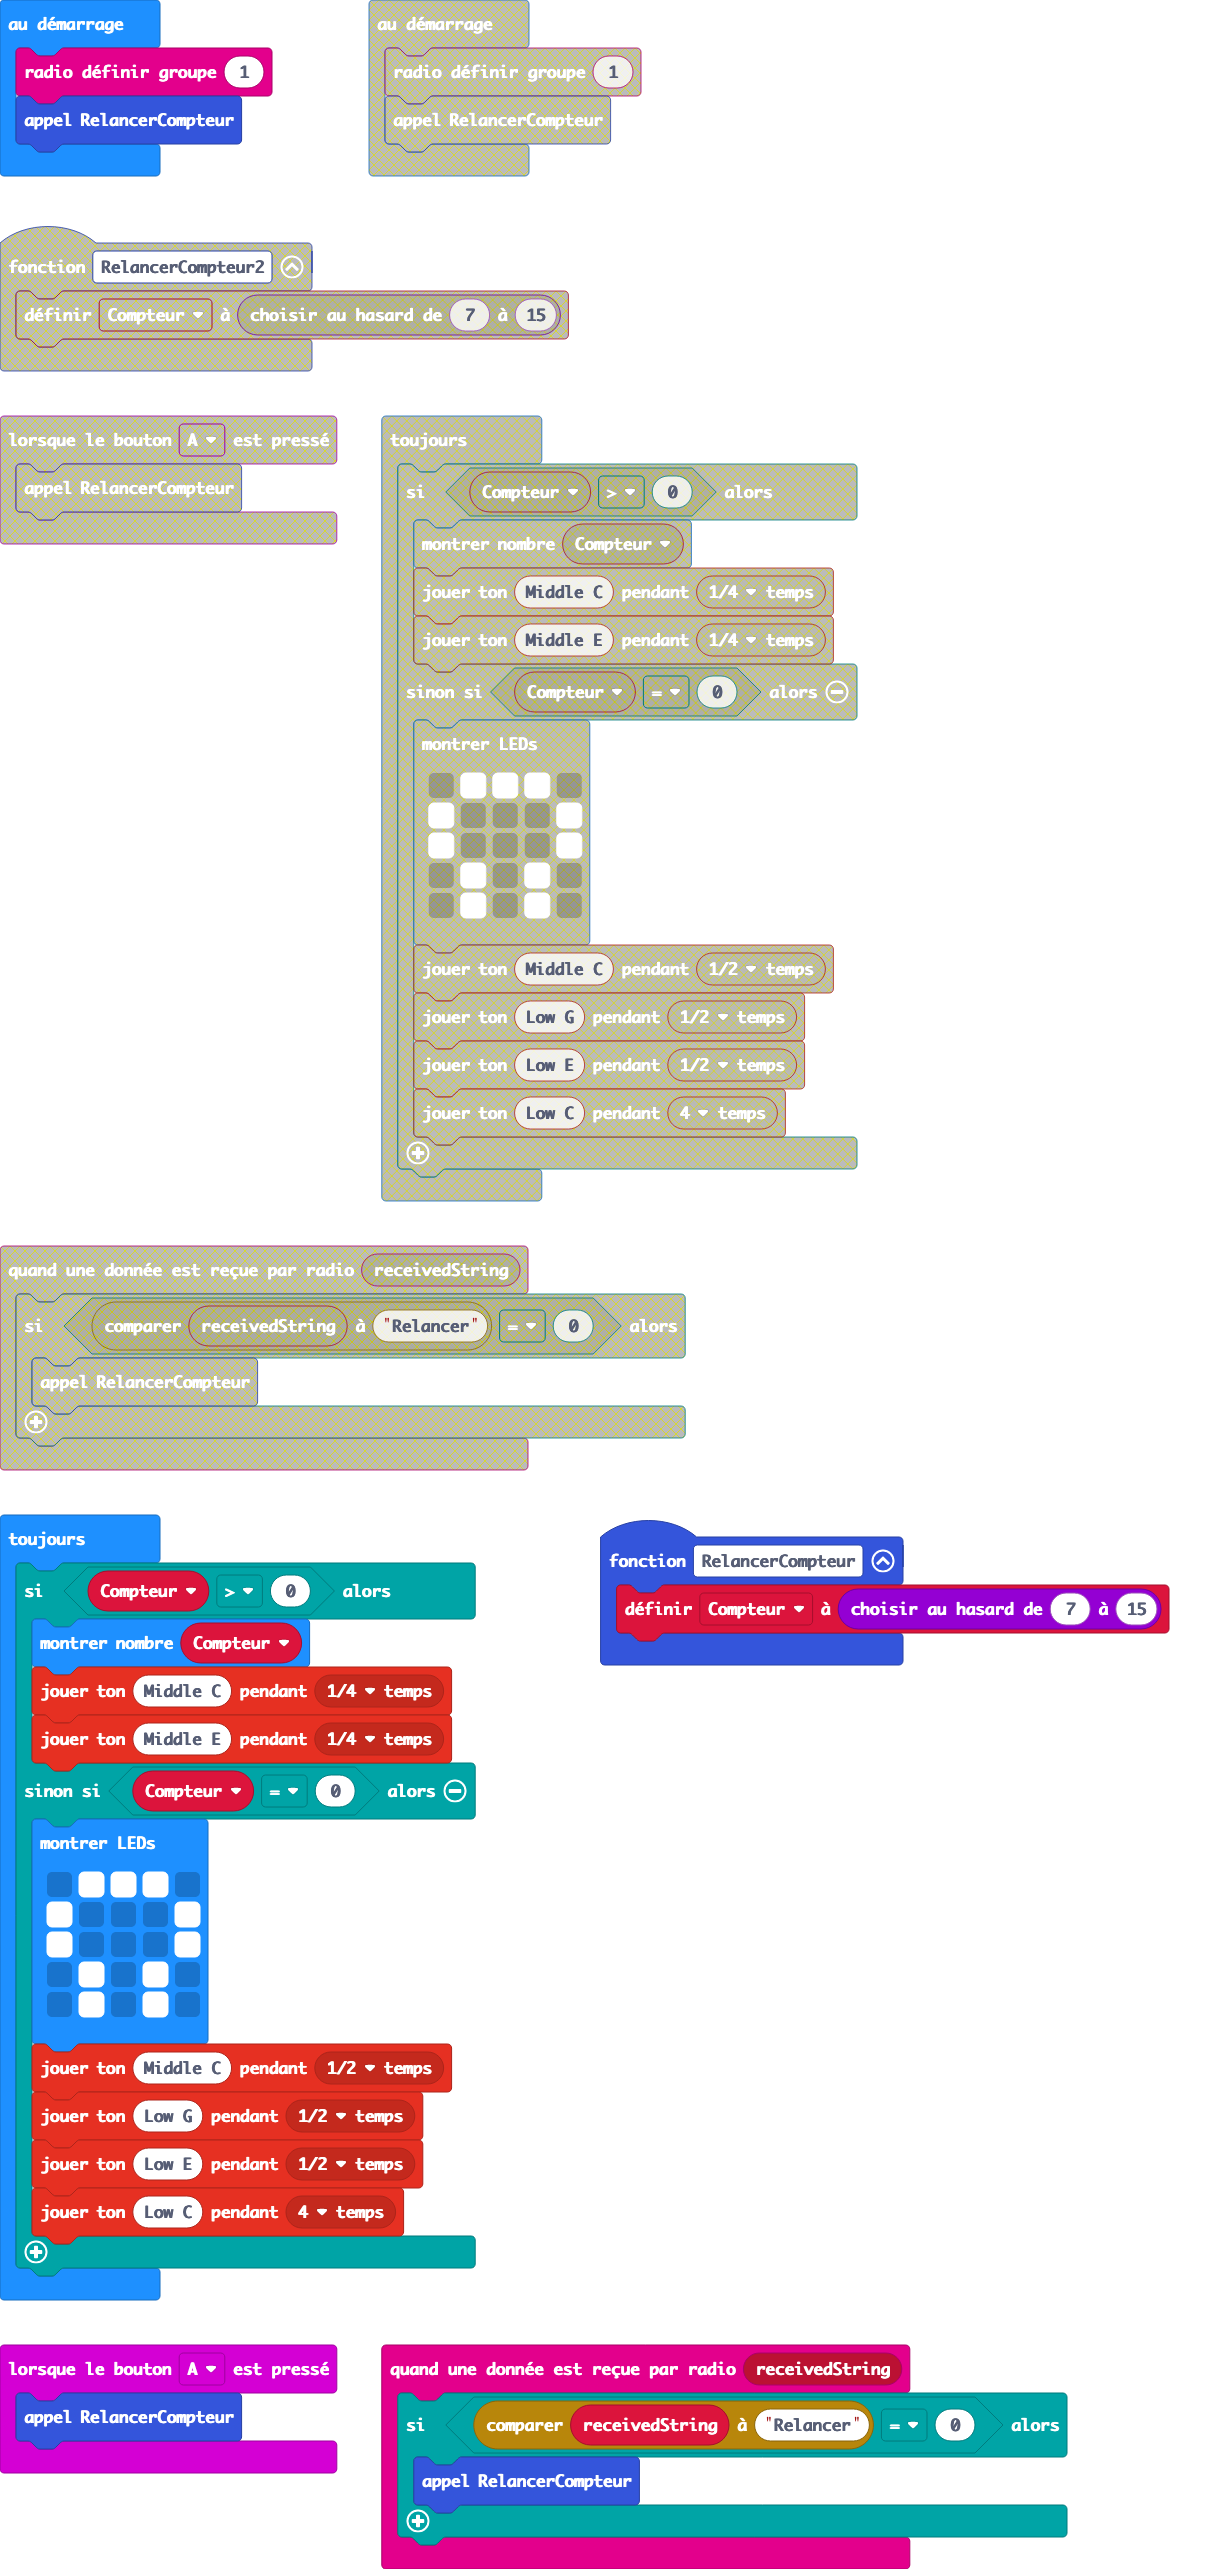 au démarrage
radio définir groupe 1
appel RelancerCompteur
au démarrage
radio définir groupe 1
appel RelancerCompteur
fonction RelancerCompteur2
définir Compteur à choisir au hasard de 7 à 15
lorsque le bouton A est pressé
appel RelancerCompteur
toujours
si Compteur > 0 alors
montrer nombre Compteur
jouer ton Middle C pendant 1/4 temps
jouer ton Middle E pendant 1/4 temps
sinon si Compteur = 0 alors
montrer LEDs
jouer ton Middle C pendant 1/2 temps
jouer ton Low G pendant 1/2 temps
jouer ton Low E pendant 1/2 temps
jouer ton Low C pendant 4 temps
quand une donnée est reçue par radio receivedString
si comparer receivedString à "Relancer" = 0 alors
appel RelancerCompteur
toujours
si Compteur > 0 alors
montrer nombre Compteur
jouer ton Middle C pendant 1/4 temps
jouer ton Middle E pendant 1/4 temps
sinon si Compteur = 0 alors
montrer LEDs
jouer ton Middle C pendant 1/2 temps
jouer ton Low G pendant 1/2 temps
jouer ton Low E pendant 1/2 temps
jouer ton Low C pendant 4 temps
fonction RelancerCompteur
définir Compteur à choisir au hasard de 7 à 15
lorsque le bouton A est pressé
appel RelancerCompteur
quand une donnée est reçue par radio receivedString
si comparer receivedString à "Relancer" = 0 alors
appel RelancerCompteur